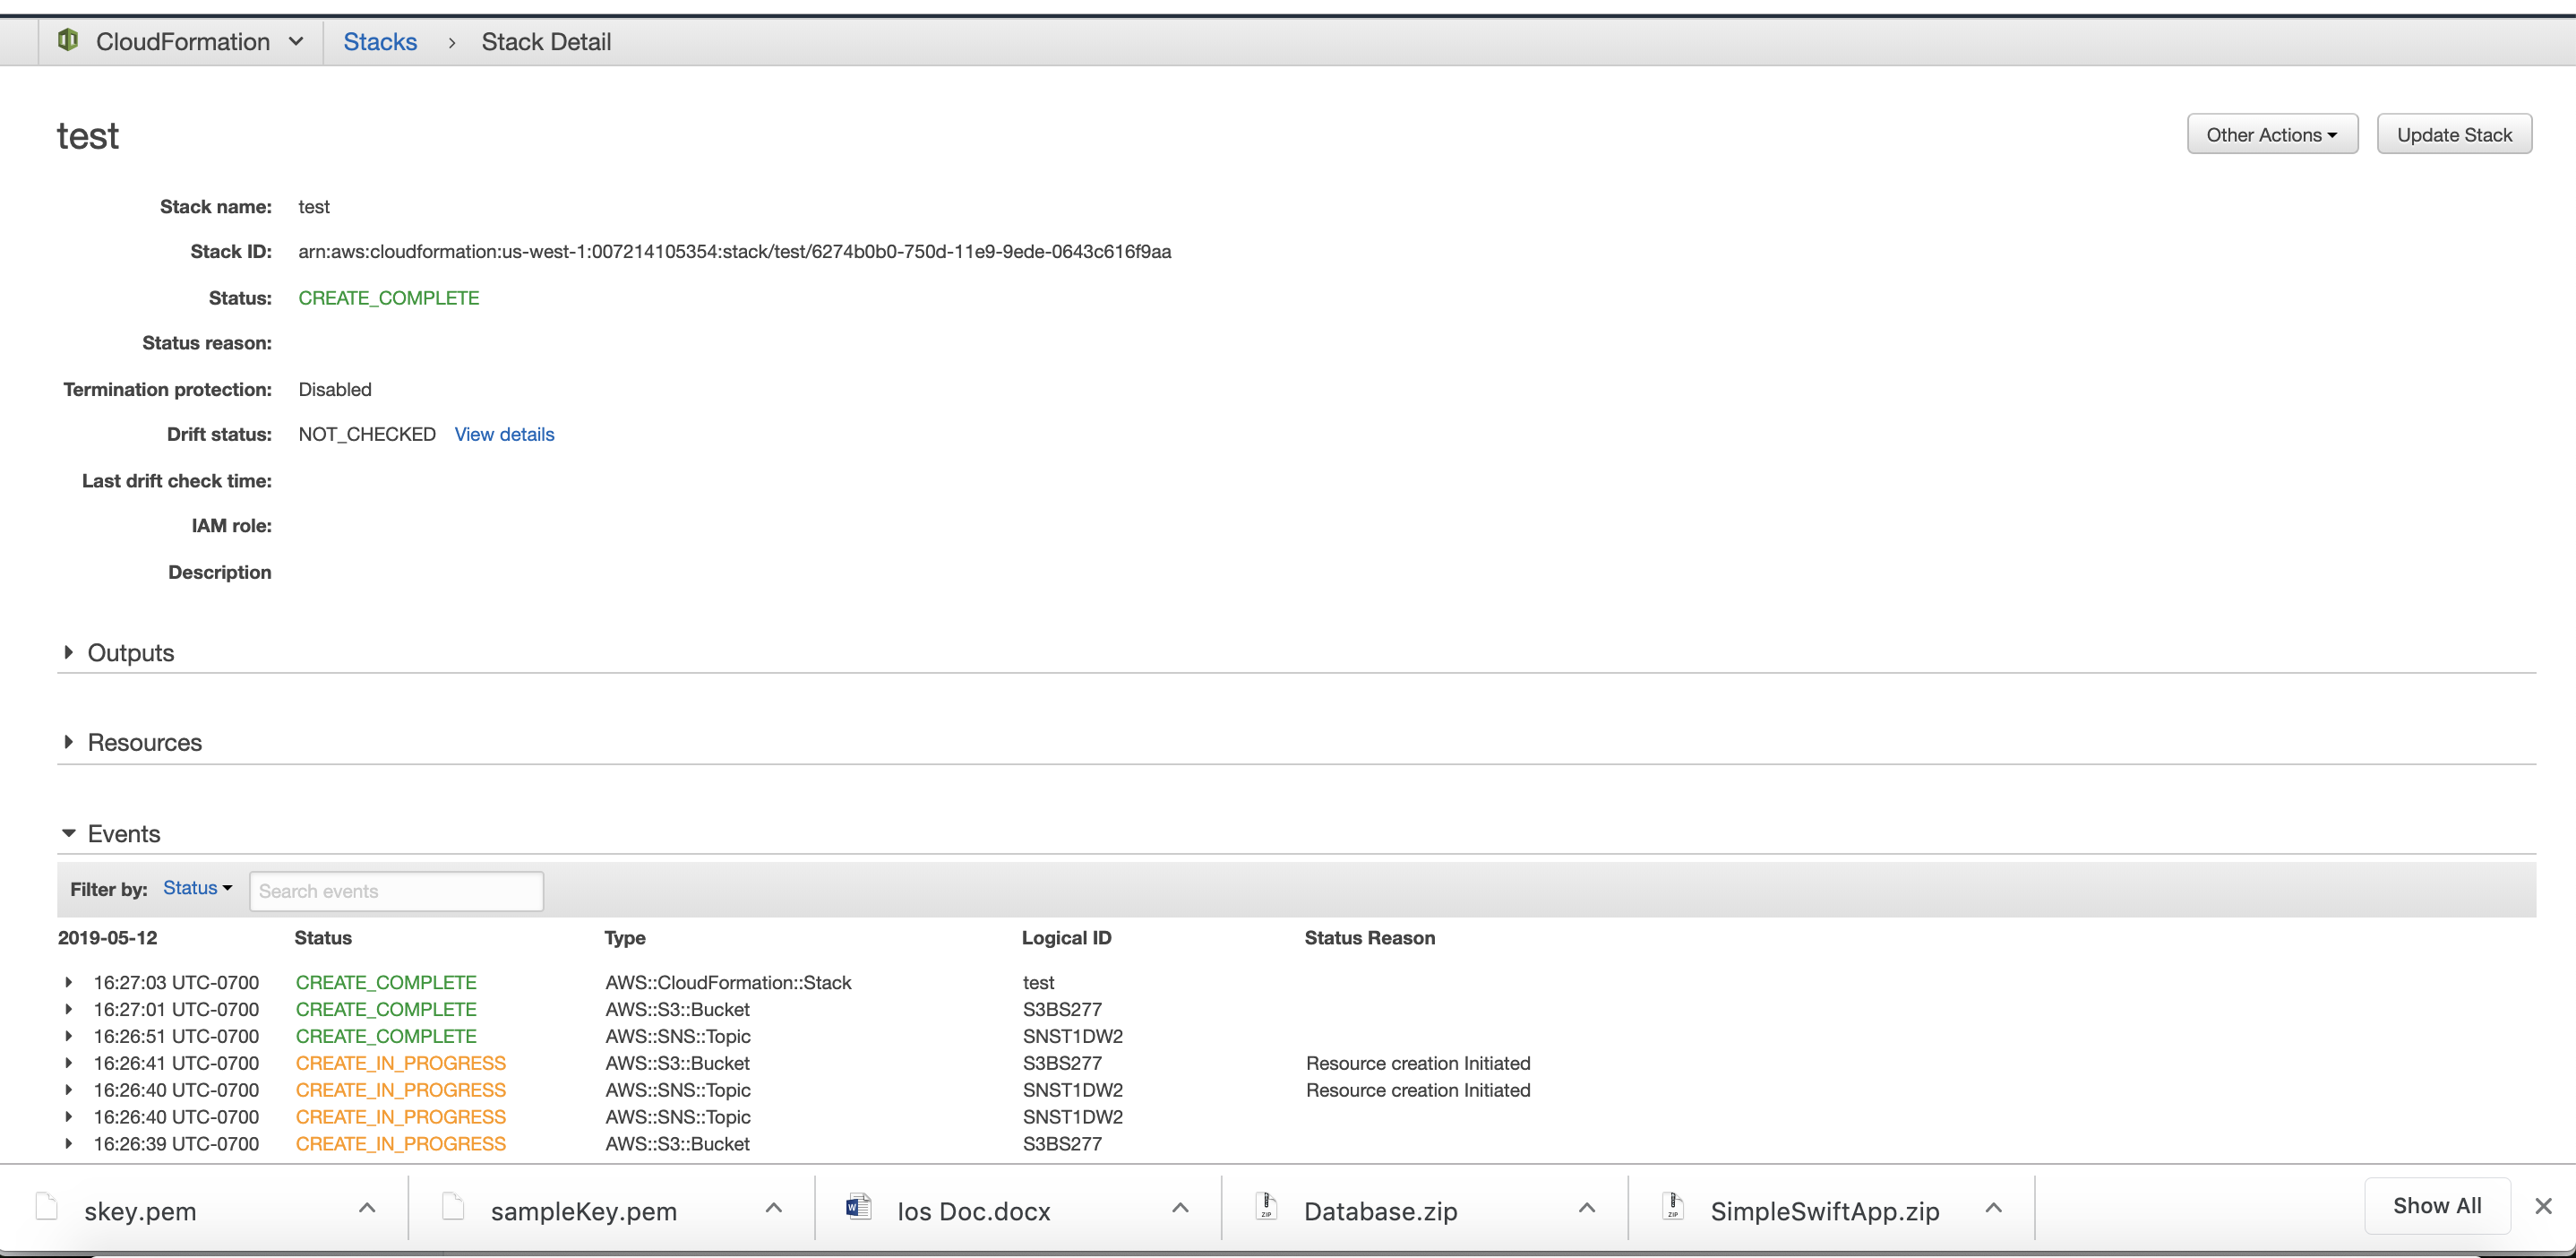 CloudFormation Stacks > Stack Detail
test
Other Actions Update Stack
Stack name: test
Stack ID: arn:aws:cloudformation:us-west-1:007214105354:stack/test/6274b0b0-750d-11e9-9ede-0643c616f9aa
Status: CREATE_COMPLETE
Status reason:
Termination protection: Disabled
Drift status: NOT_CHECKED View details
Last drift check time:
IAM role:
Description
Outputs
Resources
Events
Filter by: Status Search events
2019-05-12 Status Type Logical ID Status Reason
16:27:03 UTC-0700 CREATE_COMPLETE AWS::CloudFormation::Stack test
16:27:01 UTC-0700 CREATE_COMPLETE AWS::S3::Bucket S3BS277
16:26:51 UTC-0700 CREATE_COMPLETE AWS::SNS::Topic SNST1DW2
16:26:41 UTC-0700 CREATE_IN_PROGRESS AWS::S3::Bucket S3BS277 Resource creation Initiated
16:26:40 UTC-0700 CREATE_IN_PROGRESS AWS::SNS::Topic SNST1DW2 Resource creation Initiated
16:26:40 UTC-0700 CREATE_IN_PROGRESS AWS::SNS::Topic SNST1DW2
16:26:39 UTC-0700 CREATE_IN_PROGRESS AWS::S3::Bucket S3BS277
skey.pem sampleKey.pem W Ios Doc.docx ZIP Database.zip ZIP SimpleSwiftApp.zip Show All